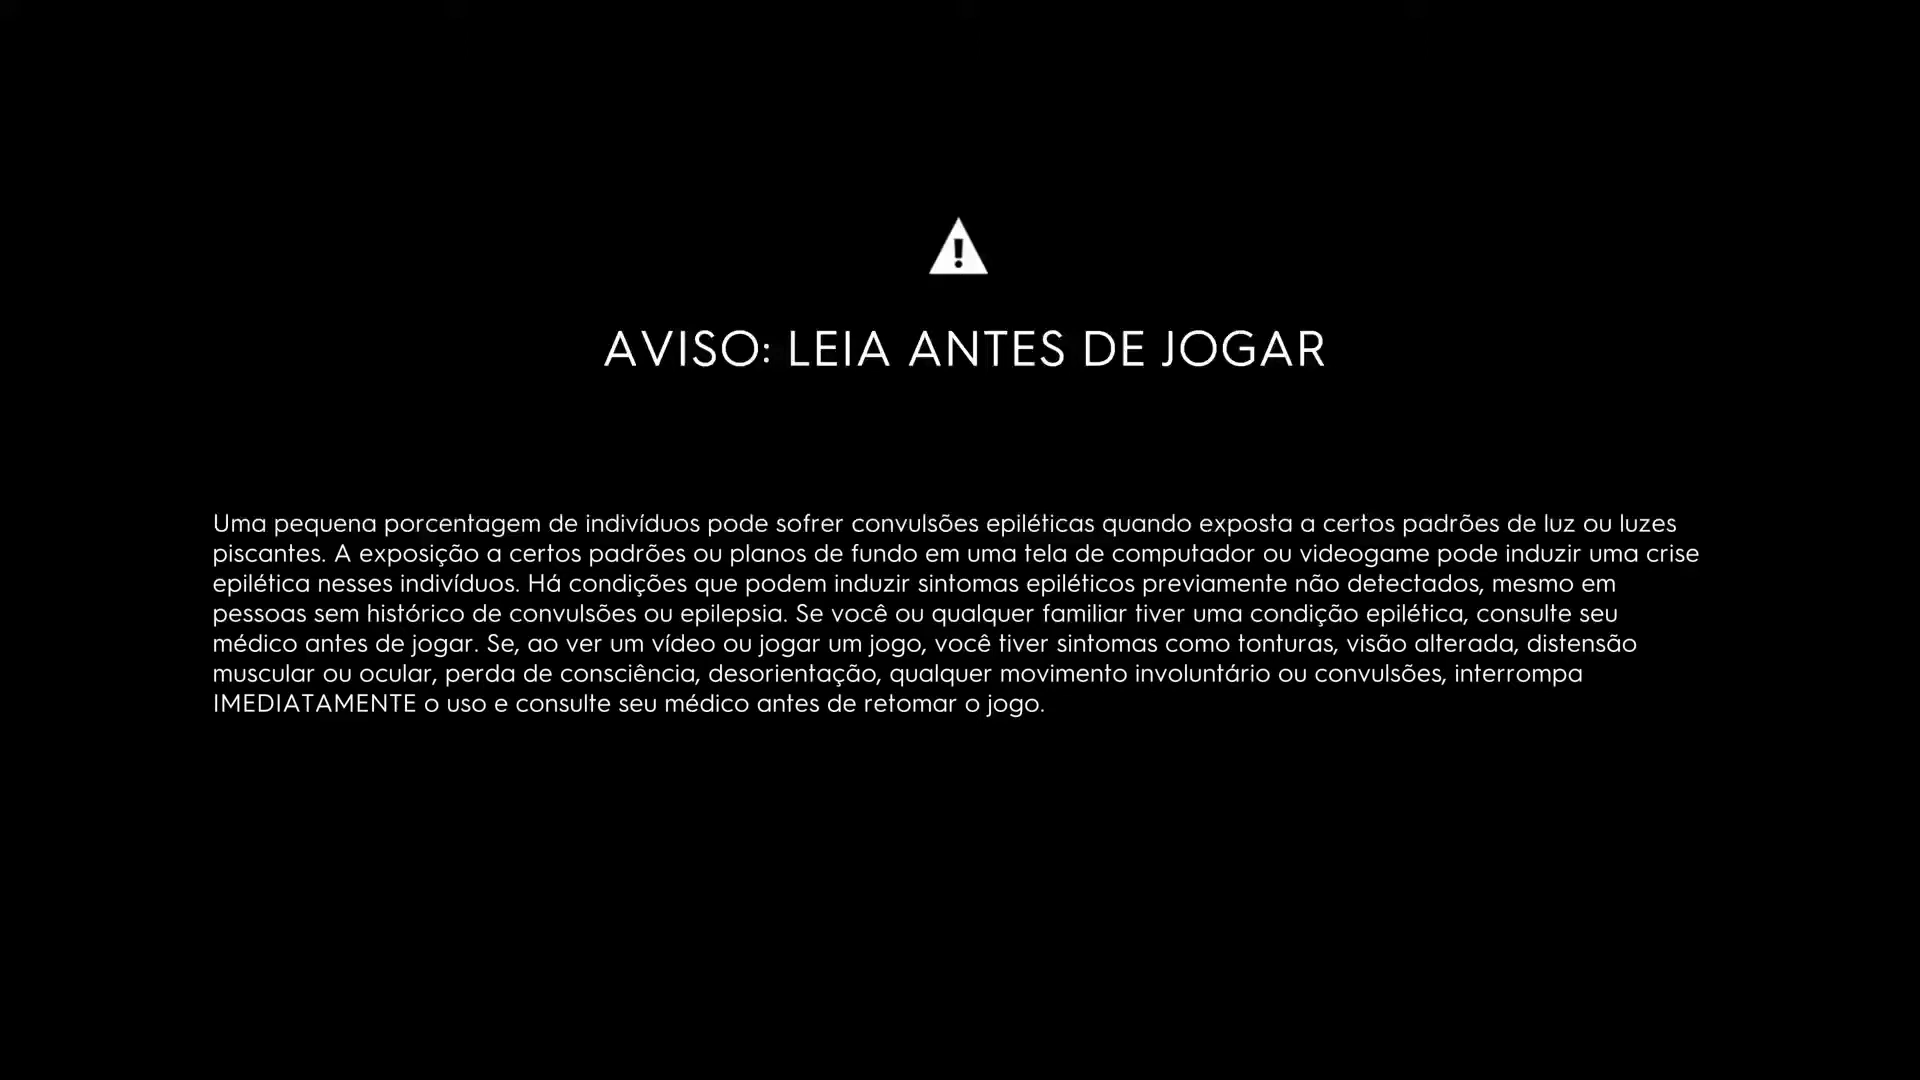 AVISO: LEIA ANTES DE JOGAR
Uma pequena porcentagem de indivíduos pode sofrer convulsões epiléticas quando exposta a certos padrões de luz ou luzes
piscantes. A exposição a certos padrões ou planos de fundo em uma tela de computador ou videogame pode induzir uma crise
epilética nesses indivíduos. Há condições que podem induzir sintomas epiléticos previamente não detectados, mesmo em
pessoas sem histórico de convulsões ou epilepsia. Se você ou qualquer familiar tiver uma condição epilética, consulte seu
médico antes de jogar. Se, ao ver um vídeo ou jogar um jogo, você tiver sintomas como tonturas, visão alterada, distensão
muscular ou ocular, perda de consciência, desorientação, qualquer movimento involuntário ou convulsões, interrompa
IMEDIATAMENTE o uso e consulte seu médico antes de retomar o jogo.